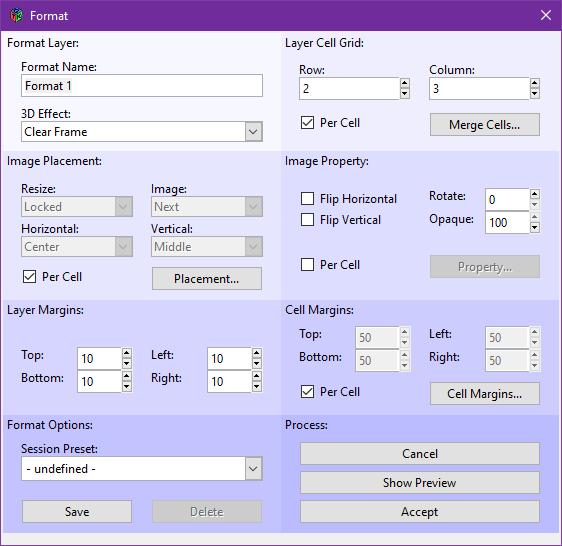 Format
Format Layer:
Format Name:
Format 1
3D Effect:
Clear Frame
Layer Cell Grid:
Row: Column:
2 3
Per Cell Merge Cells...
Image Placement:
Resize: Image:
Locked Next
Horizontal: Vertical:
Center Middle
Per Cell Placement...
Image Property:
Flip Horizontal Rotate: 0
Flip Vertical Opaque: 100
Per Cell Property...
Layer Margins:
Top: 10 Left: 10
Bottom: 10 Right: 10
Cell Margins:
Top: 50 Left: 50
Bottom: 50 Right: 50
Per Cell Cell Margins...
Format Options:
Session Preset:
- undefined -
Save Delete
Process:
Cancel
Show Preview
Accept